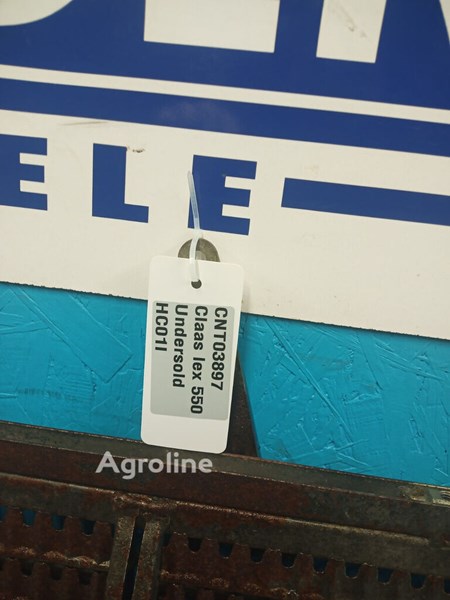 ELE
CNT03897
Claas lex 550
Undersold
HC01I
Agroline